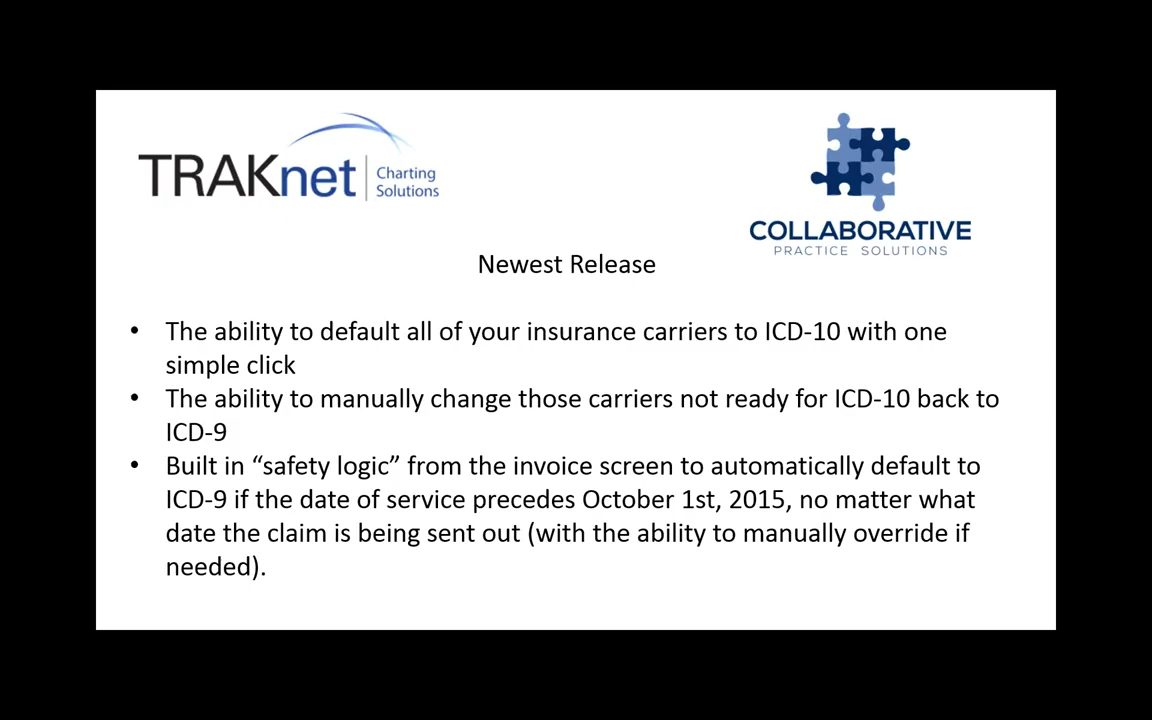 TRAKnet
Charting
Solutions
COLLABORATIVE
PRACTICE SOLUTIONS
Newest Release
• The ability to default all of your insurance carriers to ICD-10 with one
simple click
• The ability to manually change those carriers not ready for ICD-10 back to
ICD-9
• Built in “safety logic” from the invoice screen to automatically default to
ICD-9 if the date of service precedes October 1st, 2015, no matter what
date the claim is being sent out (with the ability to manually override if
needed).